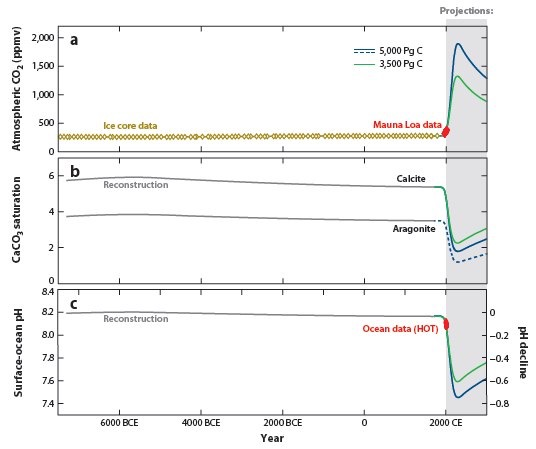 Projections:
a
Atmospheric CO2 (ppmv)
2,000
1,500
1,000
500
0
5,000 Pg C
3,500 Pg C
Ice core data
Mauna Loa data
b
CaCO3 saturation
6
4
2
0
Reconstruction
Calcite
Aragonite
c
Surface-ocean pH
8.4
8.2
8.0
7.8
7.6
7.4
Reconstruction
Ocean data (HOT)
0
−0.2
−0.4
−0.6
−0.8
pH decline
6000 BCE
4000 BCE
2000 BCE
0
2000 CE
Year